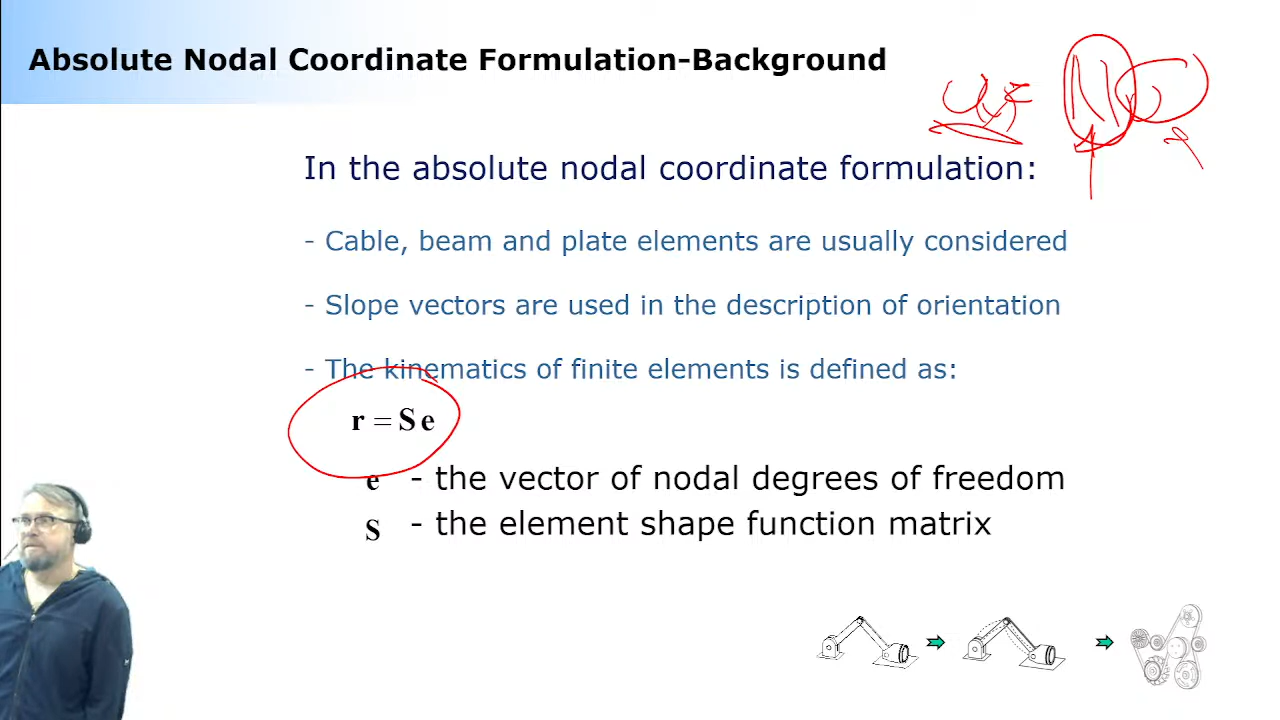 Absolute Nodal Coordinate Formulation-Background
In the absolute nodal coordinate formulation:
- Cable, beam and plate elements are usually considered
- Slope vectors are used in the description of orientation
- The kinematics of finite elements is defined as:
r = S e
e - the vector of nodal degrees of freedom
S - the element shape function matrix